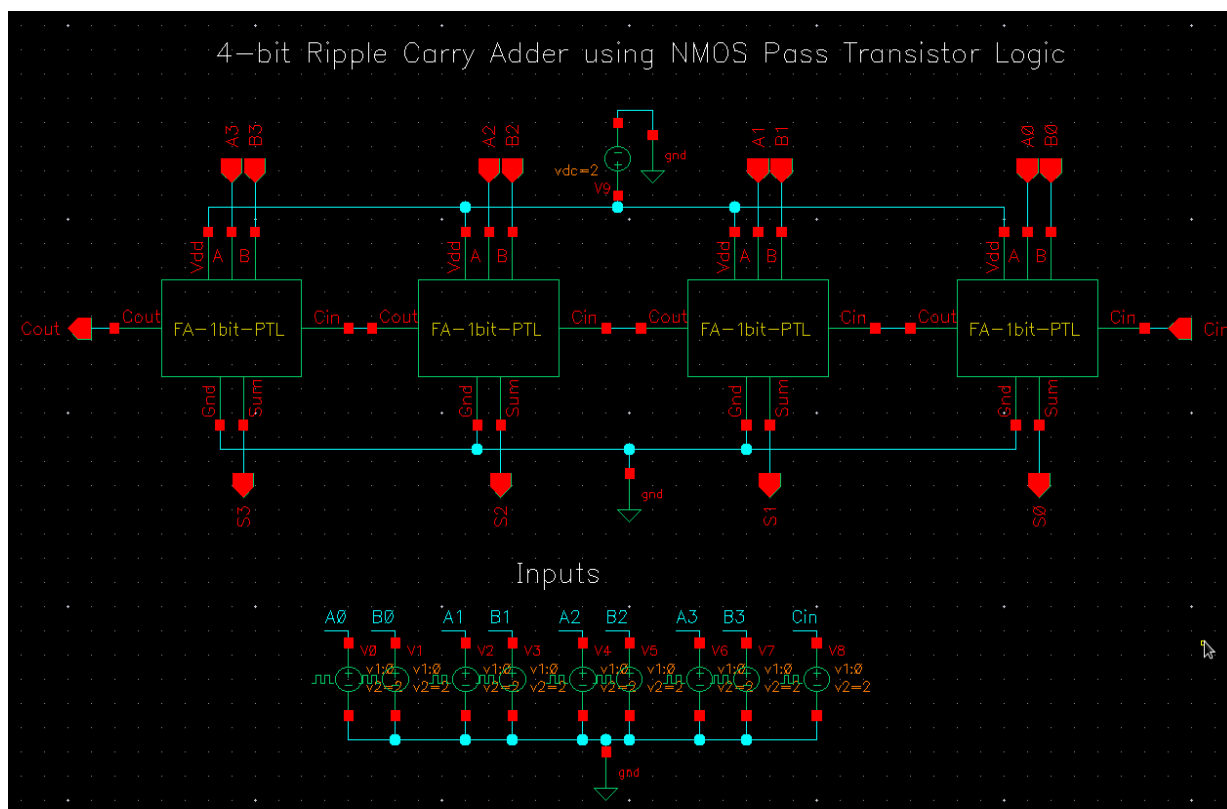 4-bit Ripple Carry Adder using NMOS Pass Transistor Logic
A3 B3 A2 B2 A1 B1 A0 B0
gnd
vdc=2
V9
Vdd A B Vdd A B Vdd A B Vdd A B
Cout Cout FA-1bit-PTL Cin Cout FA-1bit-PTL Cin Cout FA-1bit-PTL Cin Cout FA-1bit-PTL Cin Cin
Gnd Sum Gnd Sum Gnd Sum Gnd Sum
gnd
S3 S2 S1 S0
Inputs
A0 B0 A1 B1 A2 B2 A3 B3 Cin
V0 V1 V2 V3 V4 V5 V6 V7 V8
v1:0 v1:0 v1:0 v1:0 v1:0 v1:0 v1:0 v1:0 v1:0
v2=2 v2=2 v2=2 v2=2 v2=2 v2=2 v2=2 v2=2 v2=2
gnd